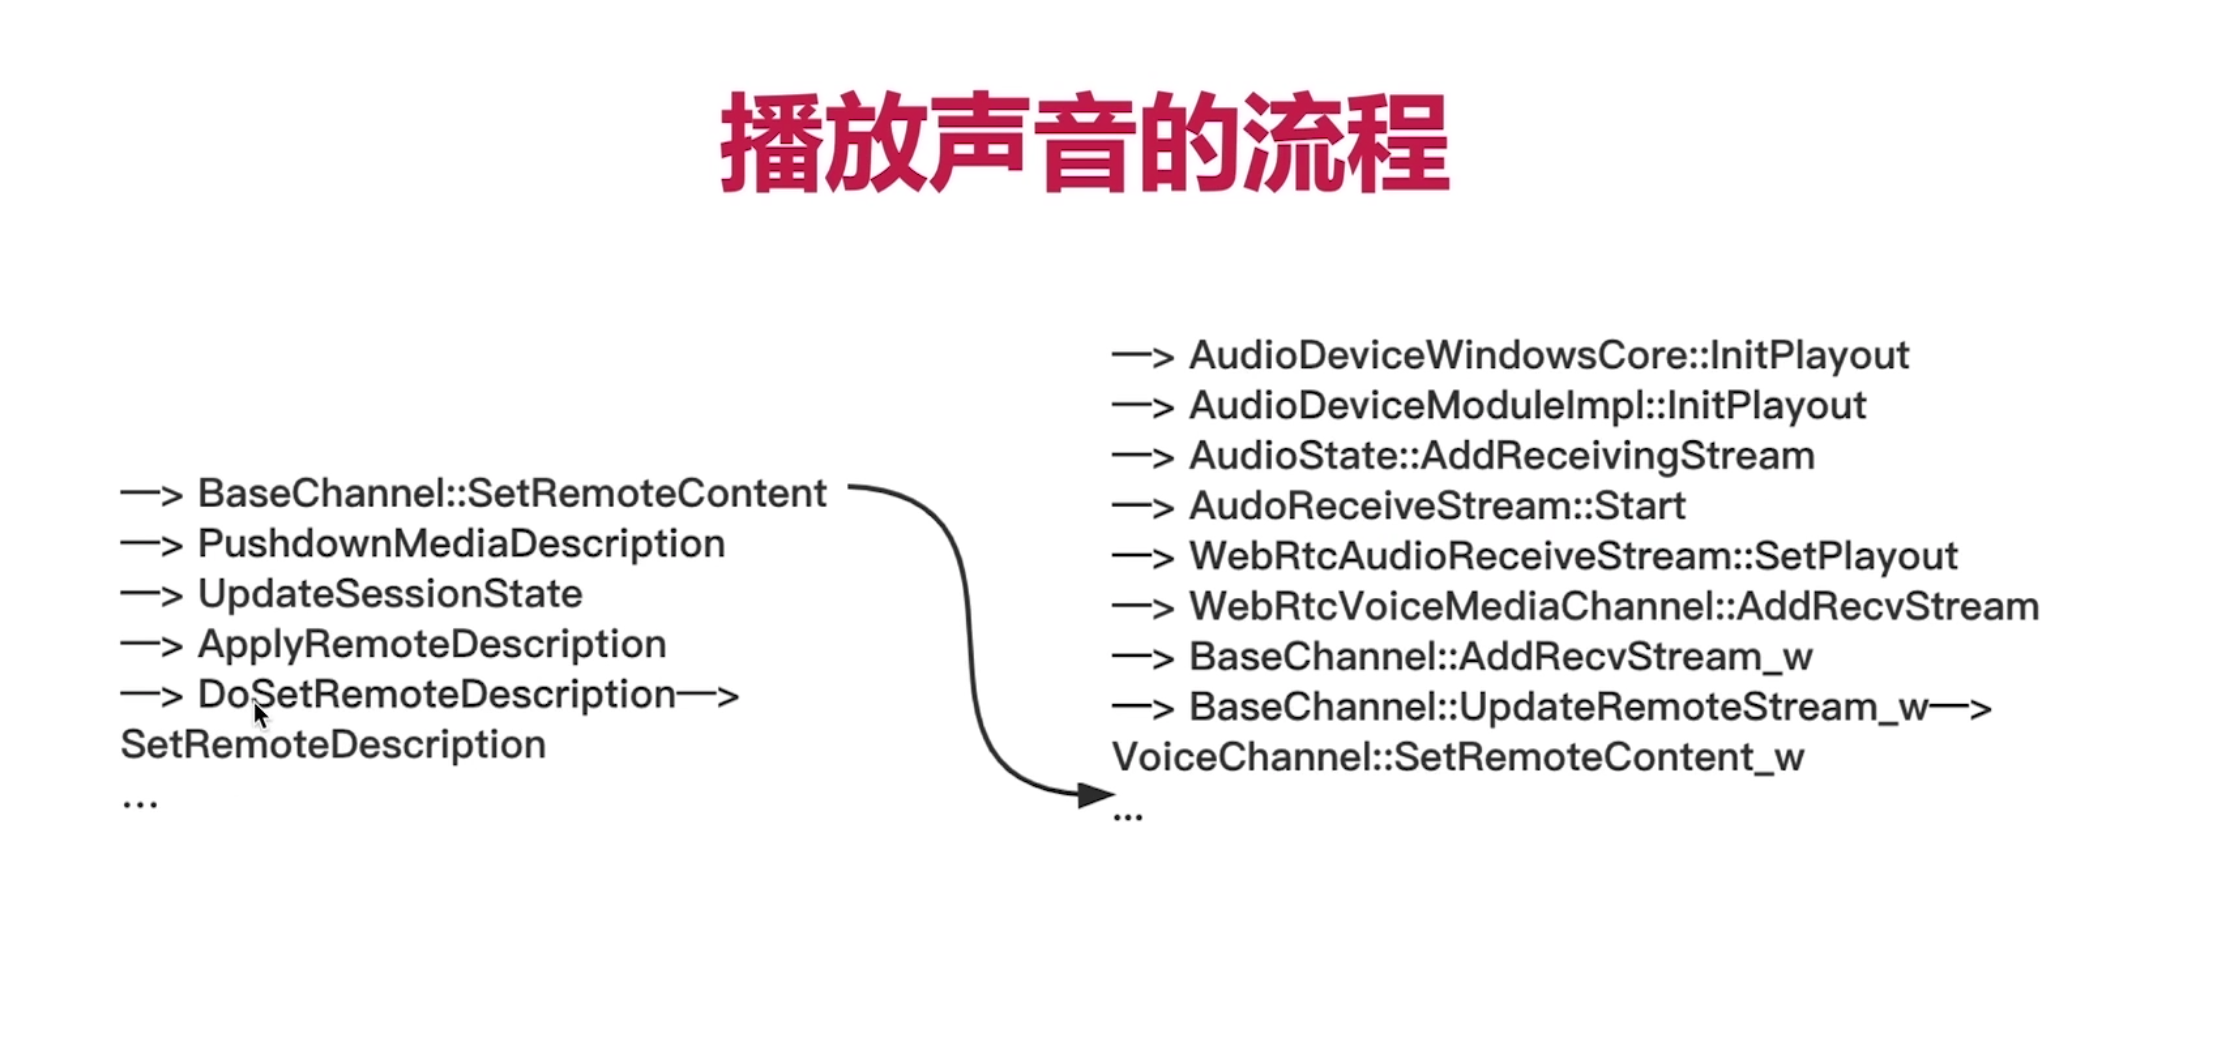 播放声音的流程
—> BaseChannel::SetRemoteContent
—> PushdownMediaDescription
—> UpdateSessionState
—> ApplyRemoteDescription
—> DoSetRemoteDescription—>
SetRemoteDescription
...
—> AudioDeviceWindowsCore::InitPlayout
—> AudioDeviceModuleImpl::InitPlayout
—> AudioState::AddReceivingStream
—> AudoReceiveStream::Start
—> WebRtcAudioReceiveStream::SetPlayout
—> WebRtcVoiceMediaChannel::AddRecvStream
—> BaseChannel::AddRecvStream_w
—> BaseChannel::UpdateRemoteStream_w—>
VoiceChannel::SetRemoteContent_w
...